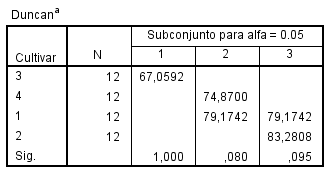 Duncanª
Cultivar N Subconjunto para alfa = 0.05
1 2 3
3 12 67,0592
4 12 74,8700
1 12 79,1742 79,1742
2 12 83,2808
Sig. 1,000 ,080 ,095